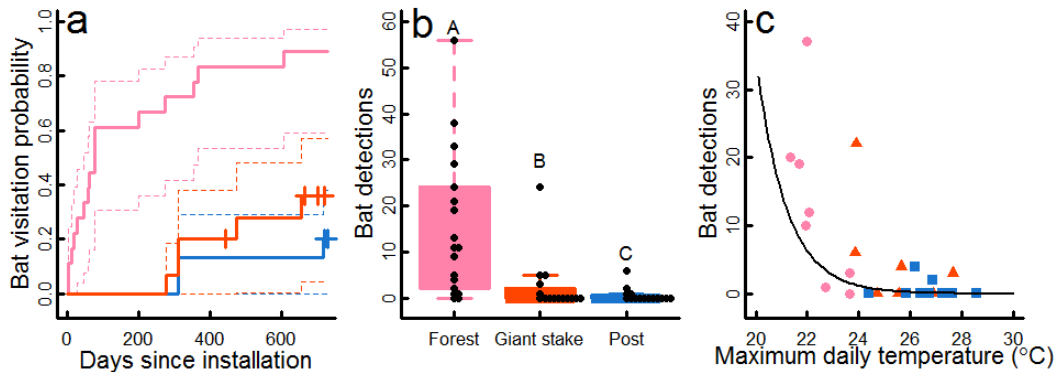 a
Bat visitation probability
1.0
0.8
0.6
0.4
0.2
0.0
0 200 400 600
Days since installation
b
Bat detections
60
50
40
30
20
10
0
A
B
C
Forest Giant stake Post
c
Bat detections
40
30
20
10
0
20 22 24 26 28 30
Maximum daily temperature (°C)